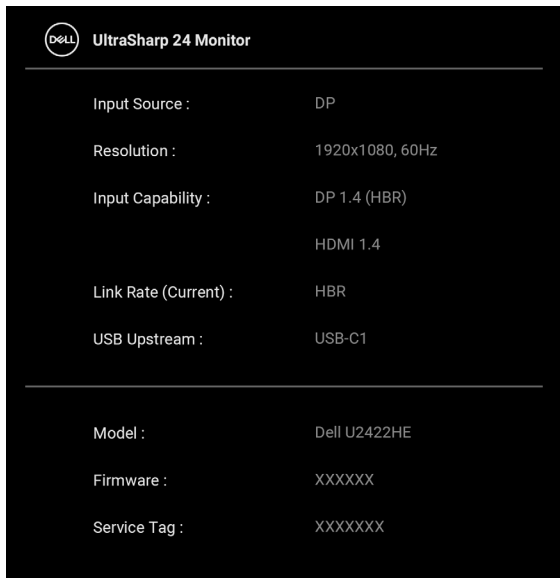 DELL UltraSharp 24 Monitor
Input Source : DP
Resolution : 1920x1080, 60Hz
Input Capability : DP 1.4 (HBR)
HDMI 1.4
Link Rate (Current) : HBR
USB Upstream : USB-C1
Model : Dell U2422HE
Firmware : XXXXXX
Service Tag : XXXXXXX